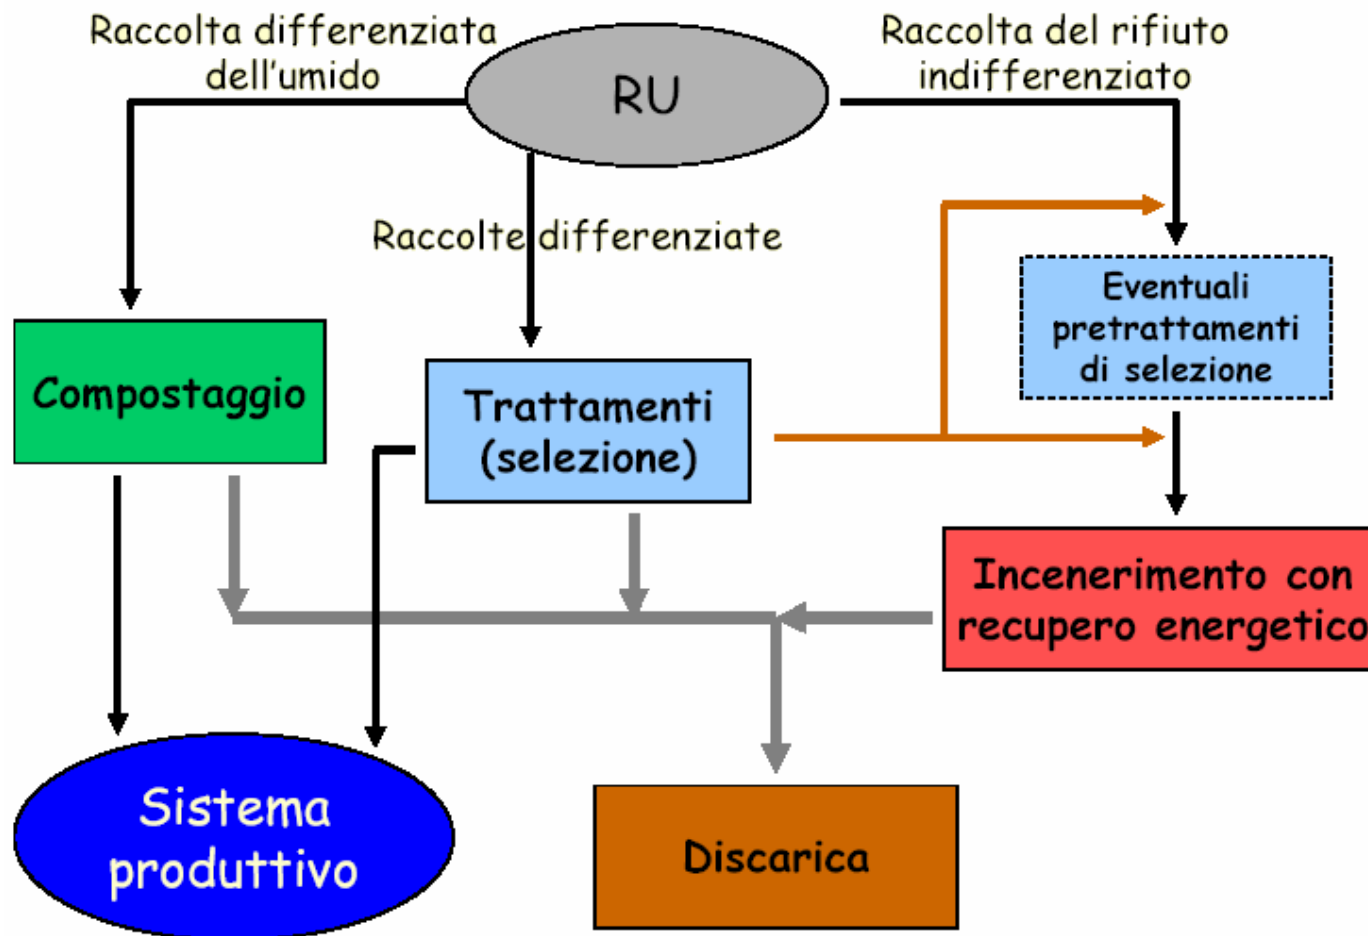 Raccolta differenziata
dell'umido
RU
Raccolta del rifiuto
indifferenziato
Raccolte differenziate
Eventuali
pretrattamenti
di selezione
Compostaggio
Trattamenti
(selezione)
Incenerimento con
recupero energetico
Sistema
produttivo
Discarica